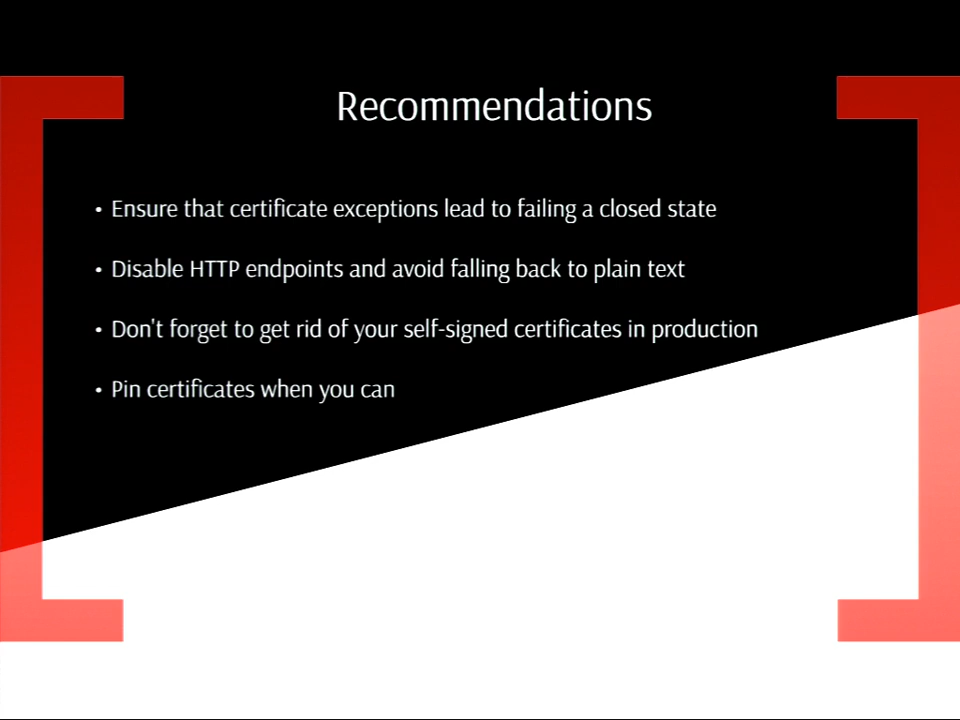 Recommendations
• Ensure that certificate exceptions lead to failing a closed state
• Disable HTTP endpoints and avoid falling back to plain text
• Don't forget to get rid of your self-signed certificates in production
• Pin certificates when you can